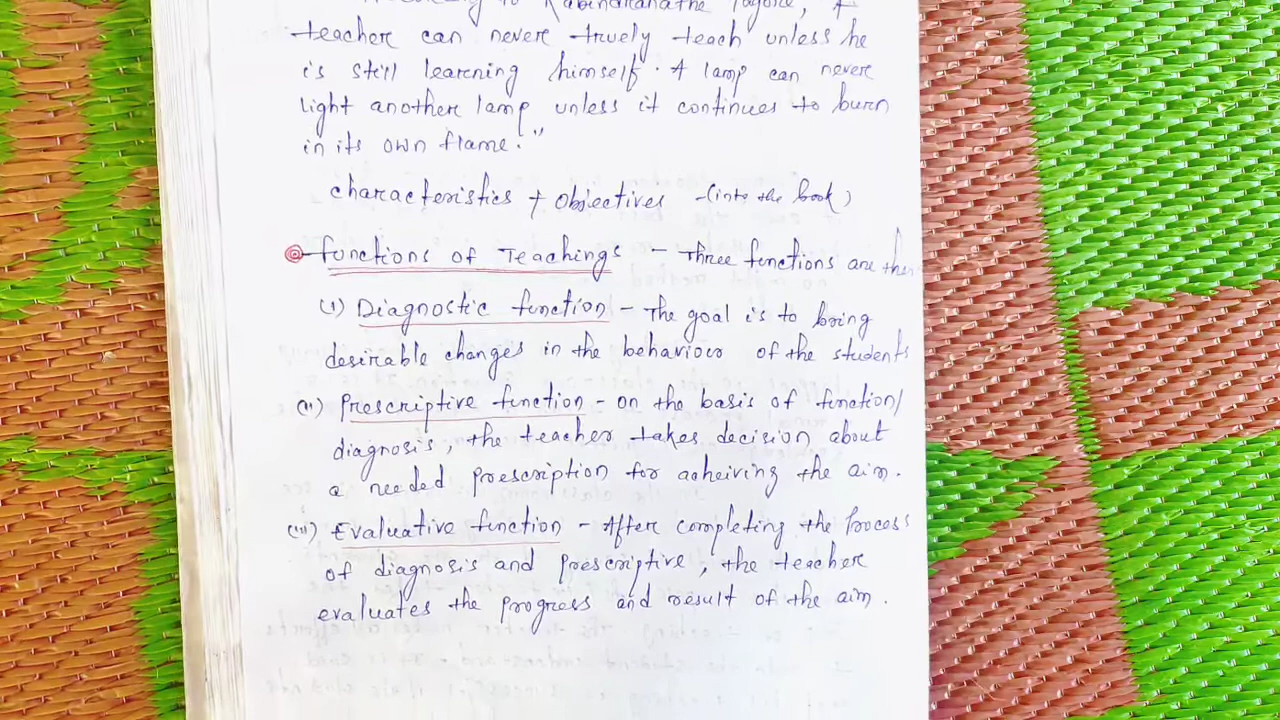 to Rabindranathe Tagore, A
teacher can never truely teach unless he
is still learning himself. A lamp can never
light another lamp unless it continues to burn
in its own flame."
characteristics + Objectives - (into the book)
Functions of Teachings - Three functions are
(i) Diagnostic function - The goal is to bring
desirable changes in the behaviour of the students
(ii) Prescriptive function - on the basis of function/
diagnosis, the teacher takes decision about
a needed prescription for acheiving the aim.
(iii) Evaluative function - After completing the Process
of diagnosis and prescriptive, the teacher
evaluates the progress and result of the aim.